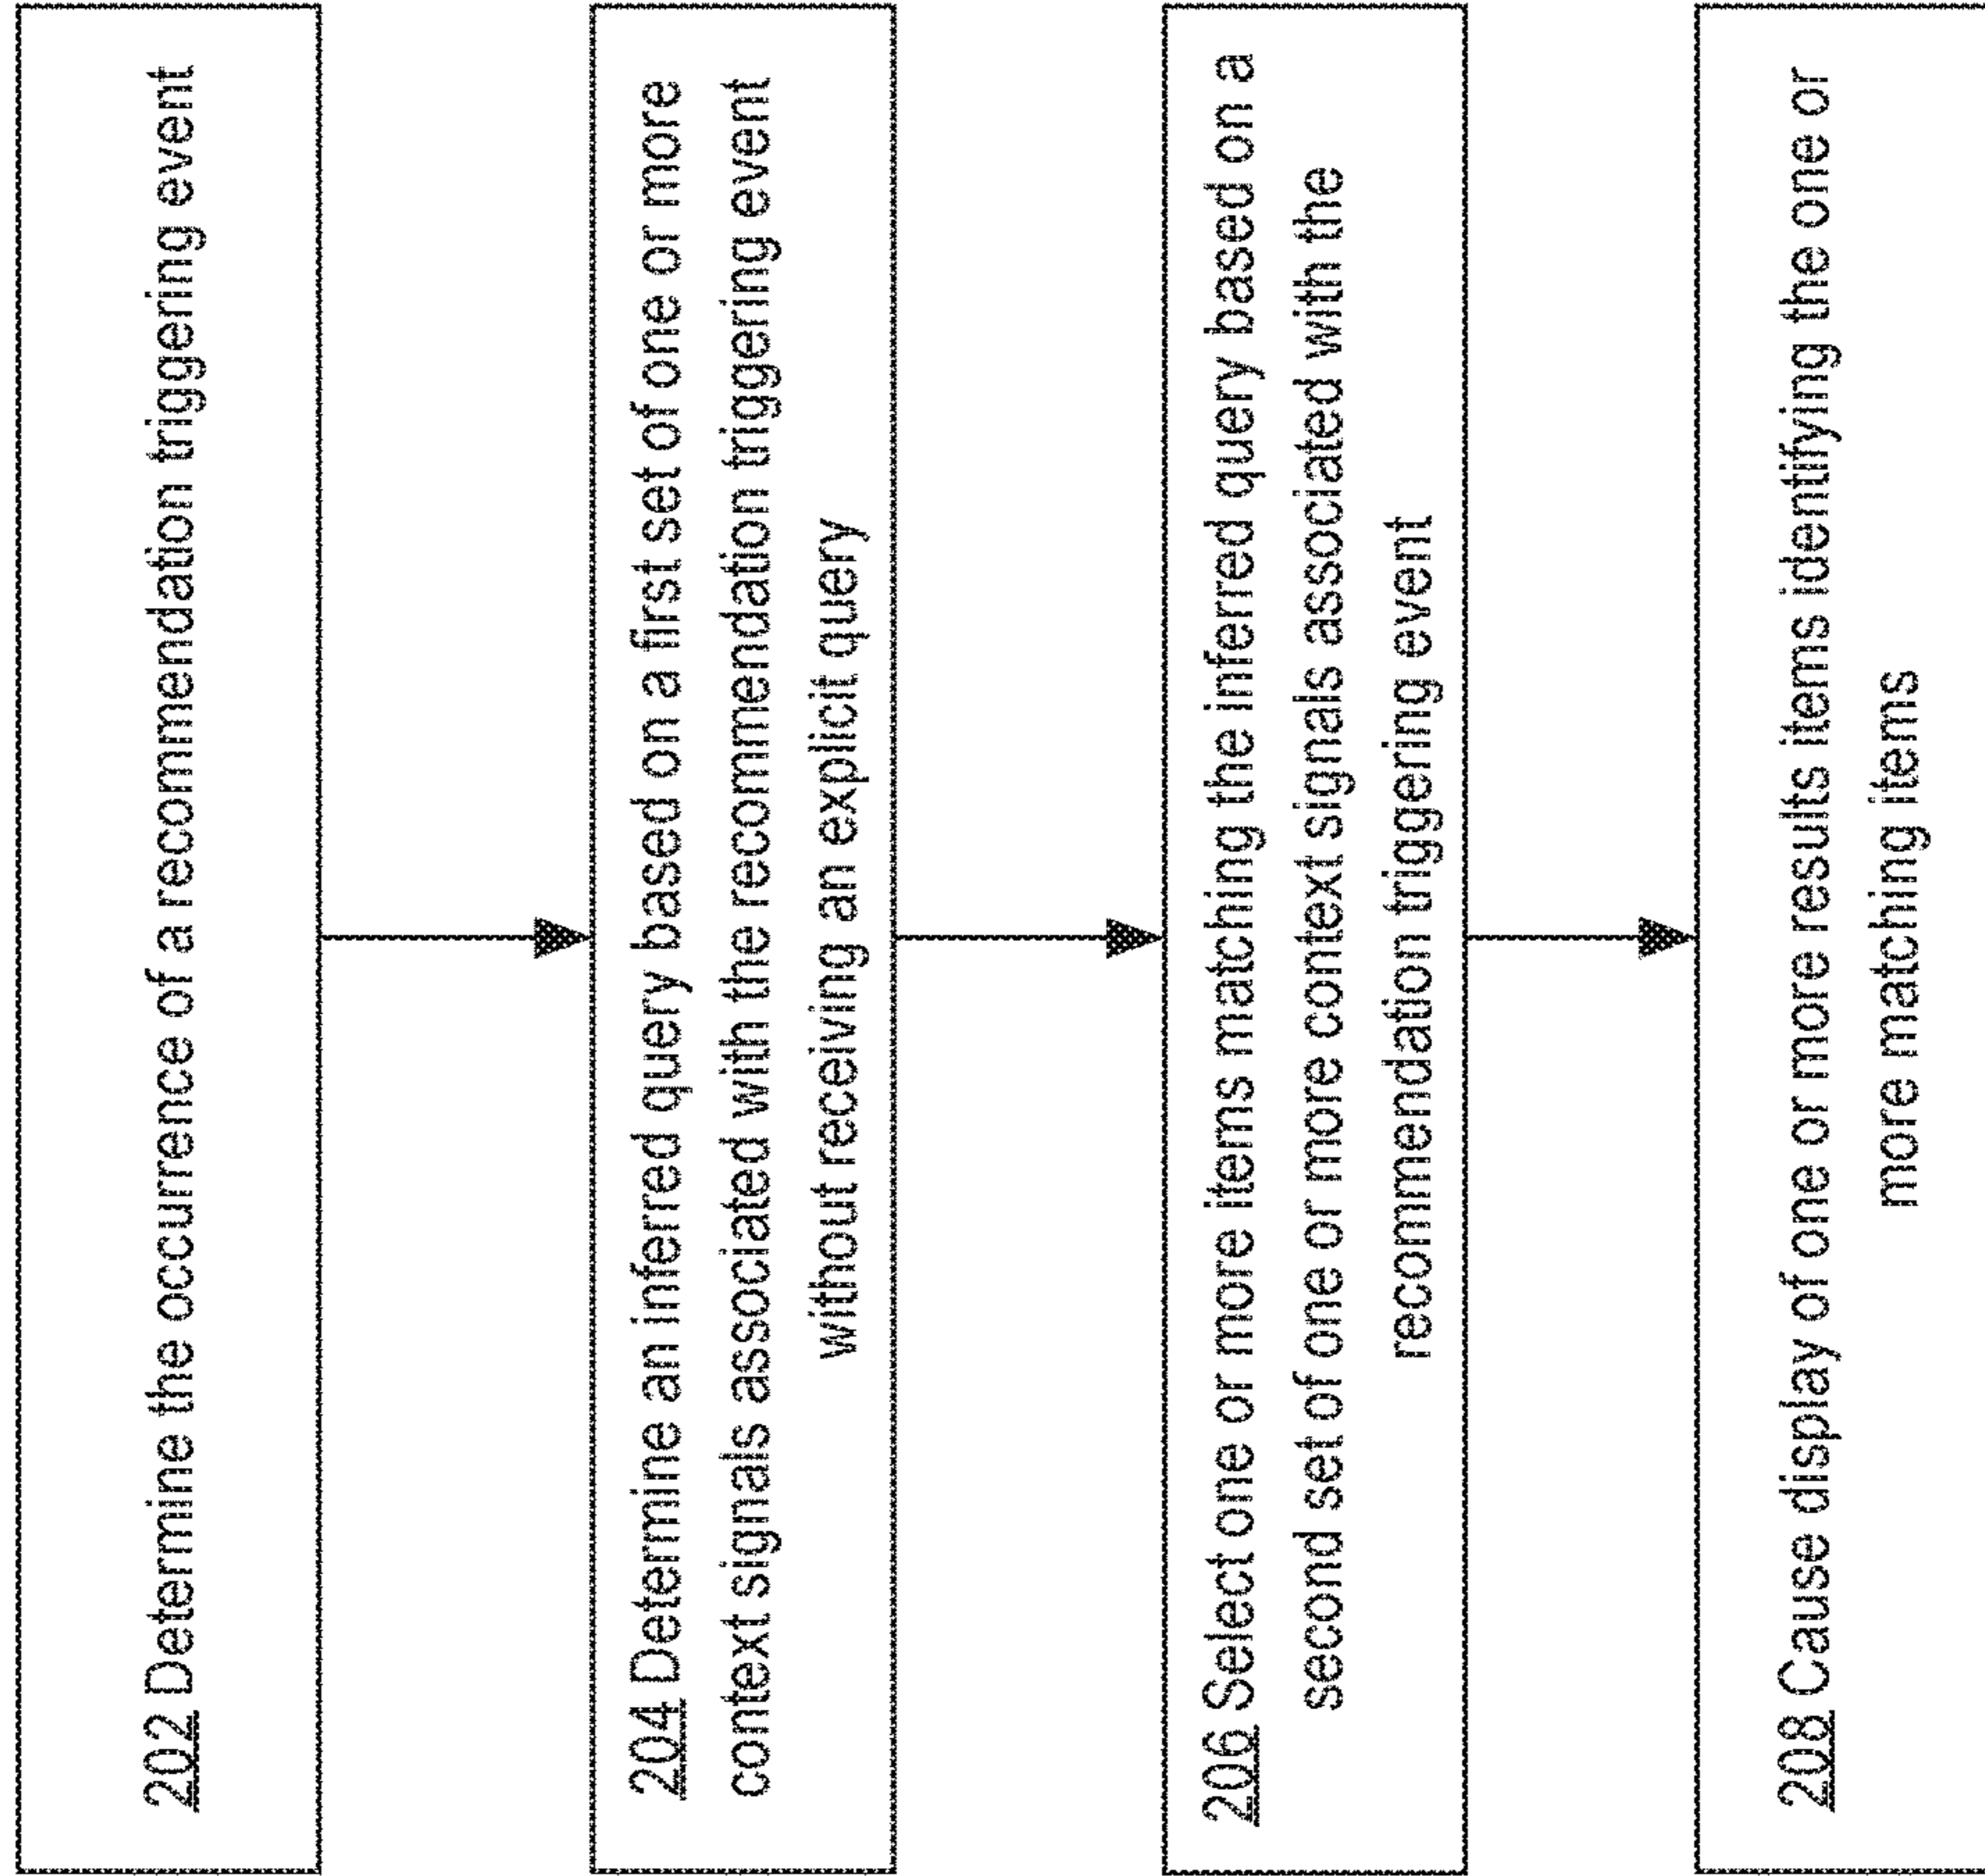 202 Determine the occurrence of a recommendation triggering event
204 Determine an inferred query based on a first set of one or more
context signals associated with the recommendation triggering event
without receiving an explicit query
206 Select one or more items matching the inferred query based on a
second set of one or more context signals associated with the
recommendation triggering event
208 Cause display of one or more results items identifying the one or
more matching items